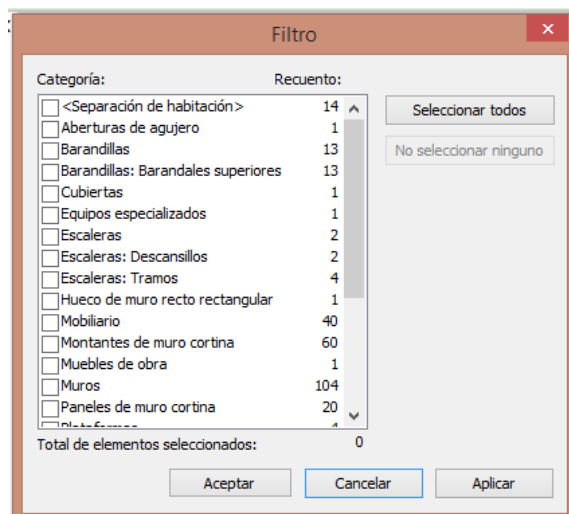 Filtro
Categoría: Recuento:
<Separación de habitación> 14
Aberturas de agujero 1
Barandillas 13
Barandillas: Barandales superiores 13
Cubiertas 1
Equipos especializados 1
Escaleras 2
Escaleras: Descansillos 2
Escaleras: Tramos 4
Hueco de muro recto rectangular 1
Mobiliario 40
Montantes de muro cortina 60
Muebles de obra 1
Muros 104
Paneles de muro cortina 20
Total de elementos seleccionados: 0
Seleccionar todos
No seleccionar ninguno
Aceptar Cancelar Aplicar